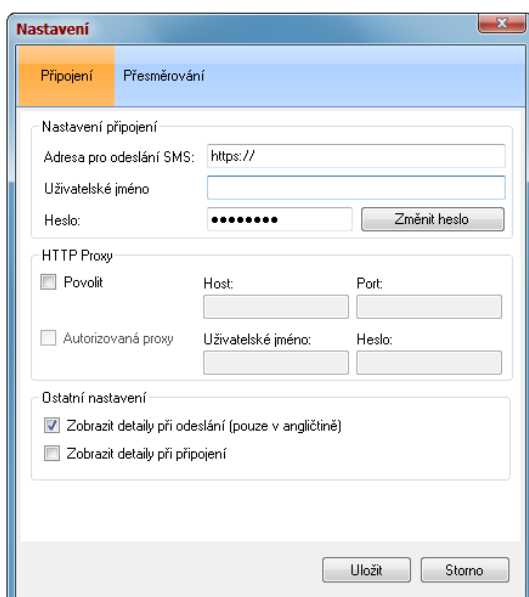 Nastavení
Připojení Přesměrování
Nastavení připojení
Adresa pro odeslání SMS: https://
Uživatelské jméno
Heslo: ●●●●●●●● Změnit heslo
HTTP Proxy
Povolit Host: Port:
Autorizovaná proxy Uživatelské jméno: Heslo:
Ostatní nastavení
Zobrazit detaily při odeslání (pouze v angličtině)
Zobrazit detaily při připojení
Uložit Storno